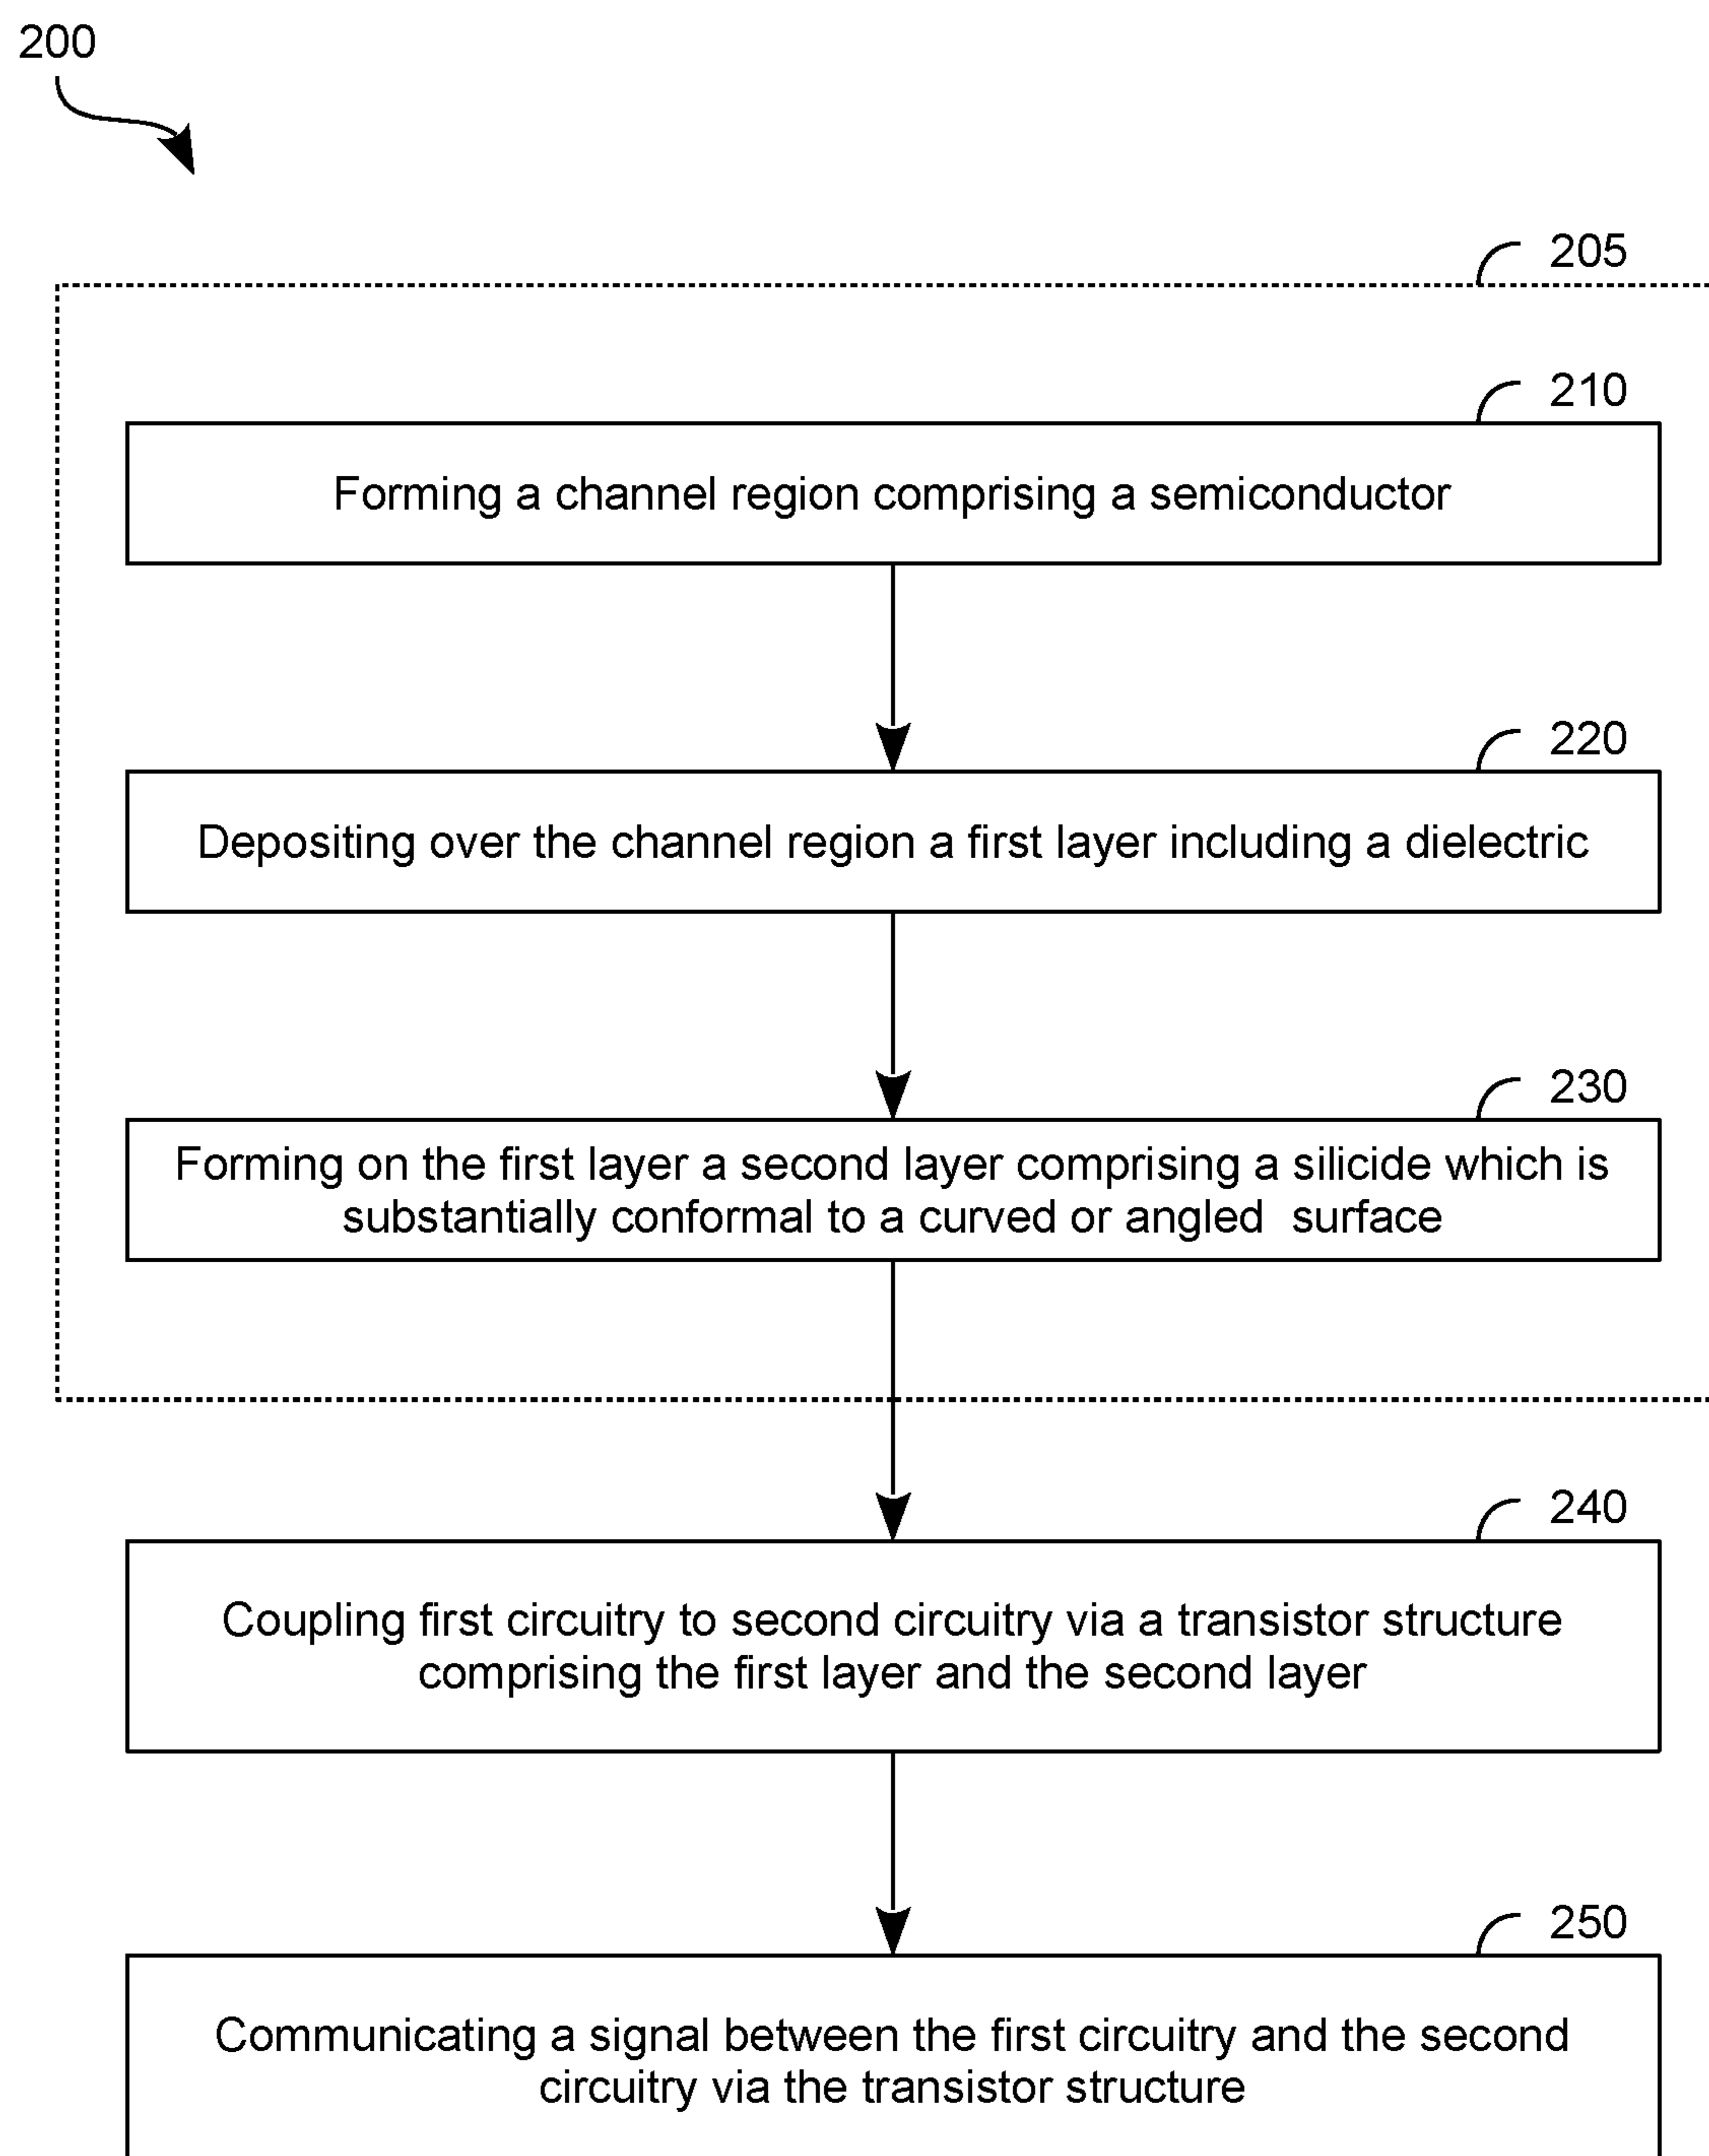 200
205
210
Forming a channel region comprising a semiconductor
220
Depositing over the channel region a first layer including a dielectric
230
Forming on the first layer a second layer comprising a silicide which is
substantially conformal to a curved or angled  surface
240
Coupling first circuitry to second circuitry via a transistor structure
comprising the first layer and the second layer
250
Communicating a signal between the first circuitry and the second
circuitry via the transistor structure